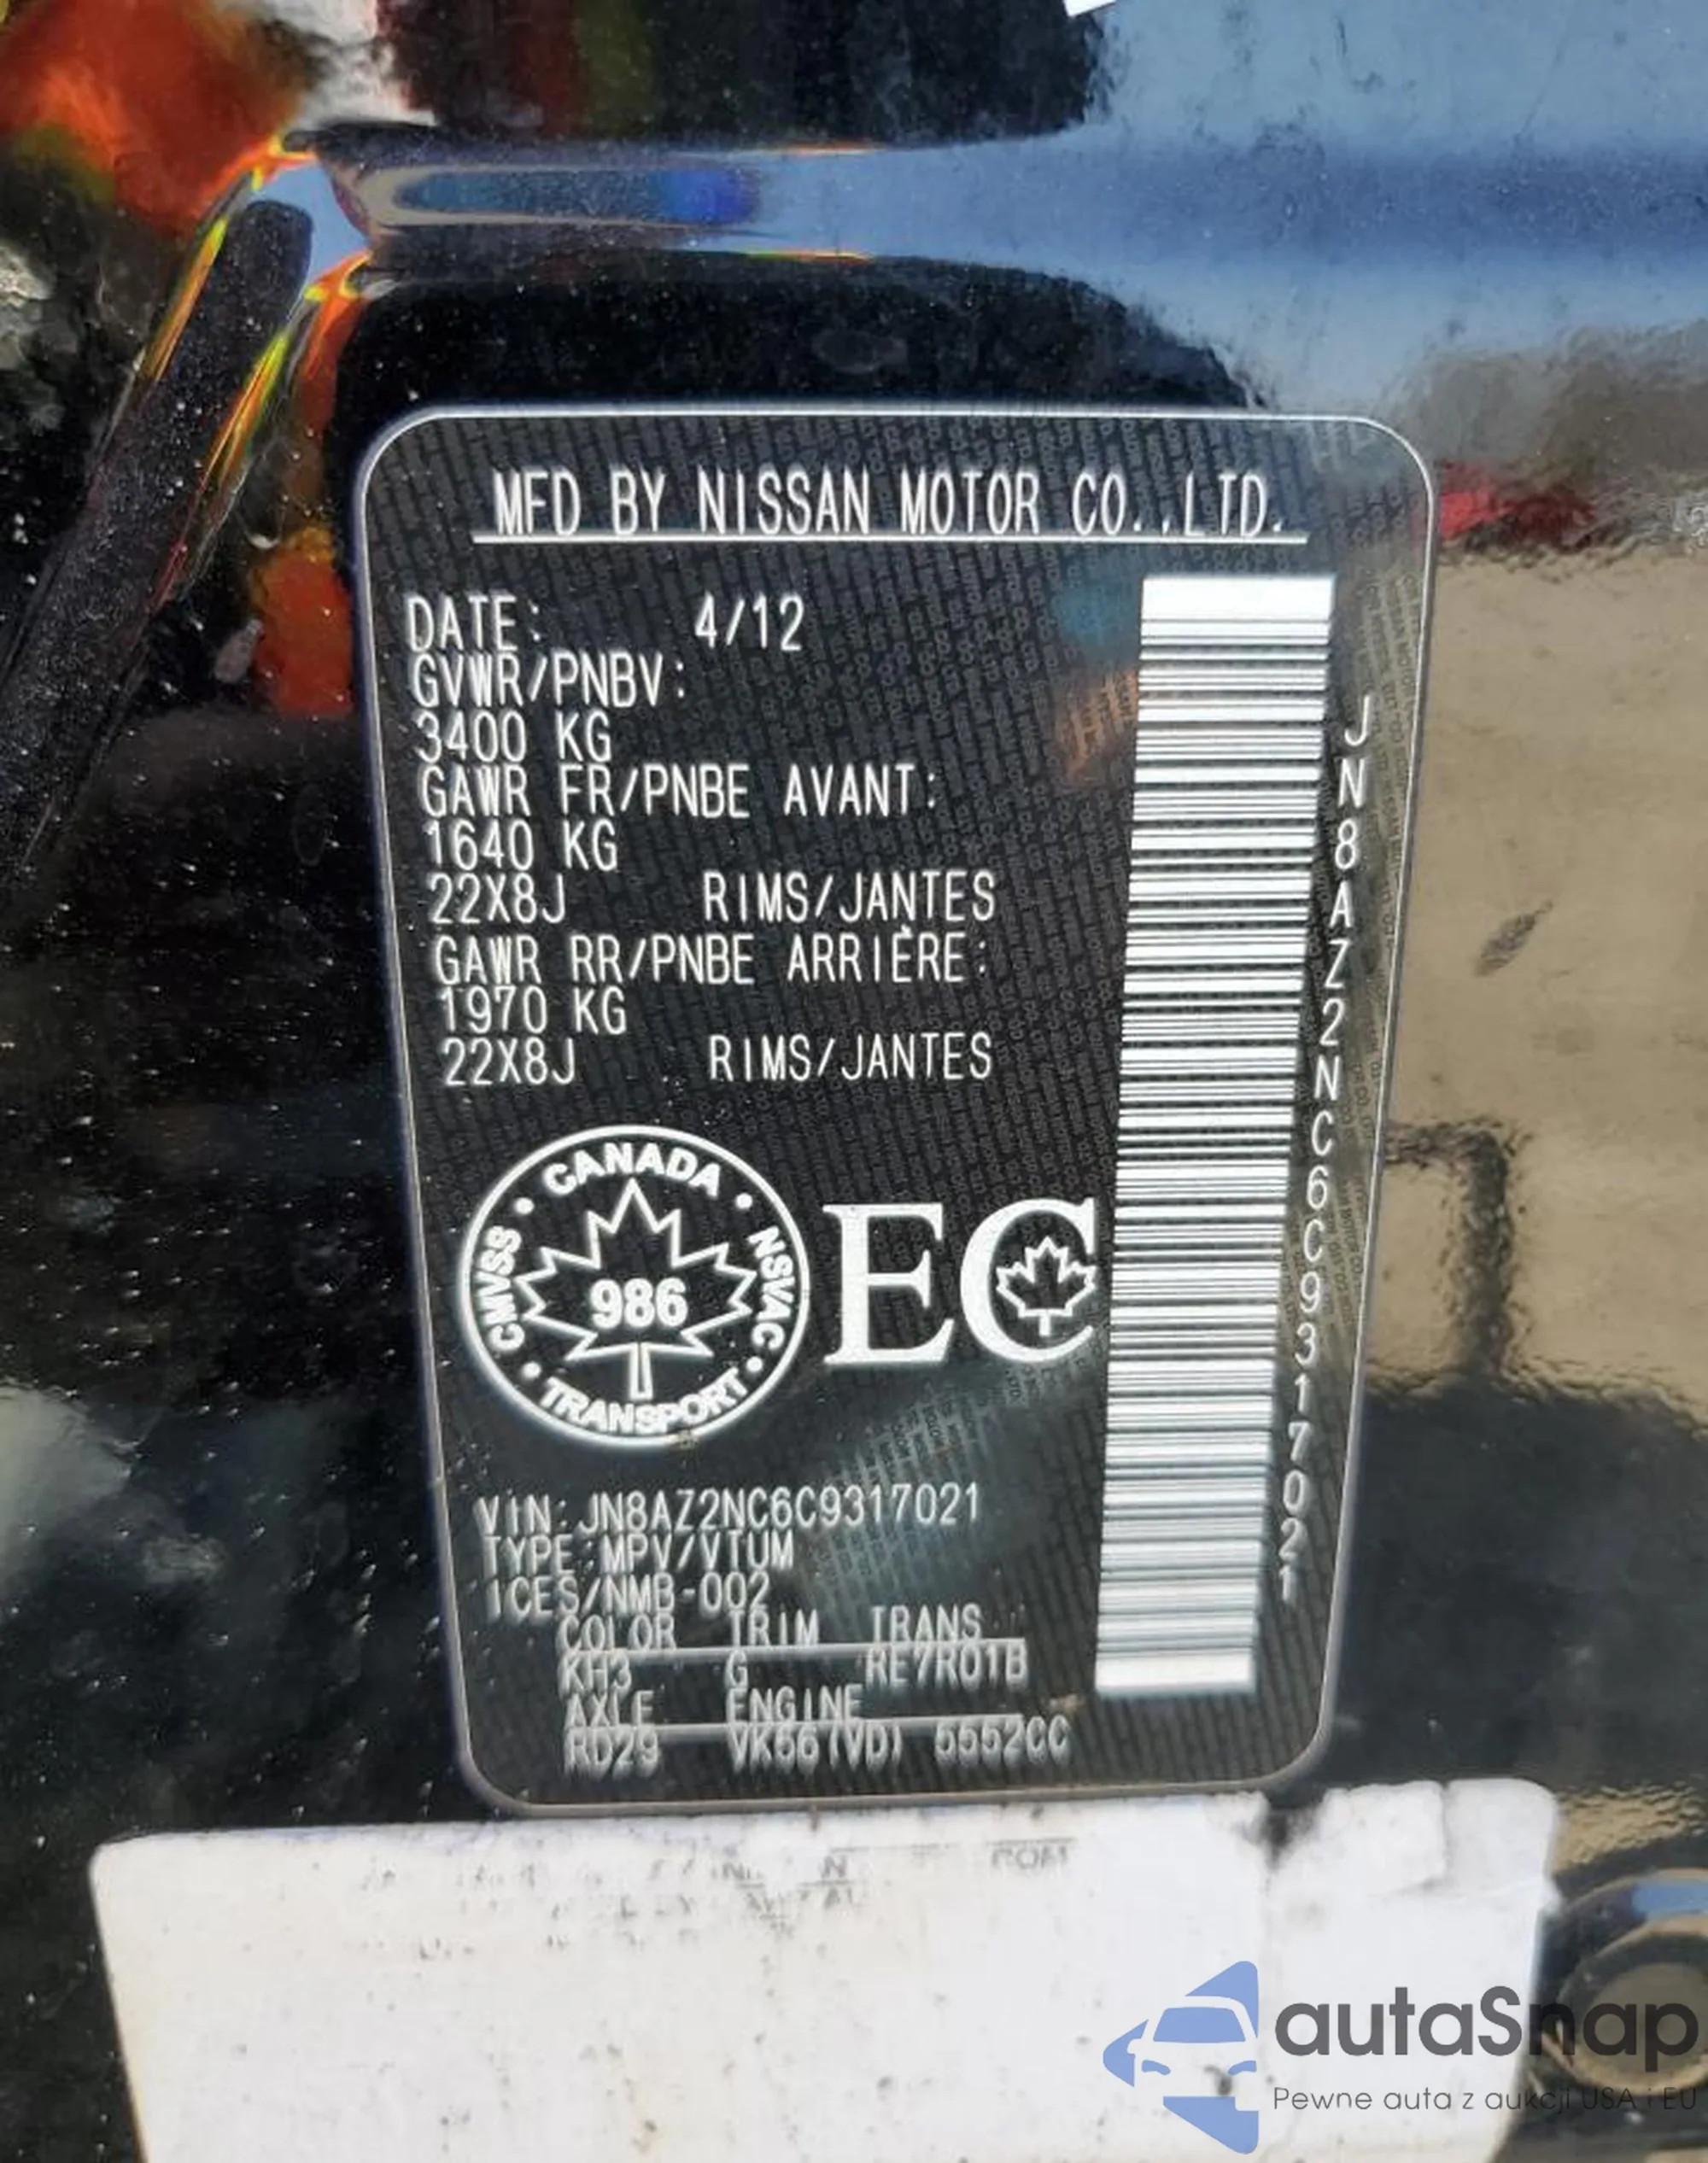 MFD BY NISSAN MOTOR CO.,LTD.
DATE: 4/12
GVWR/PNBV:
3400 KG
GAWR FR/PNBE AVANT:
1640 KG
22X8J RIMS/JANTES
GAWR RR/PNBE ARRIÈRE:
1970 KG
22X8J RIMS/JANTES
CANADA
CMVSS
NSVAC
986
TRANSPORT
EC
JN8AZ2NC6C9317021
VIN:JN8AZ2NC6C9317021
TYPE:MPV/VTUM
ICES/NMB-002
COLOR TRIM TRANS
KH3 G RE7R01B
AXLE ENGINE
RD29 VK56(VD) 5552CC
autaSnap
Pewne auta z aukcji USA i EU